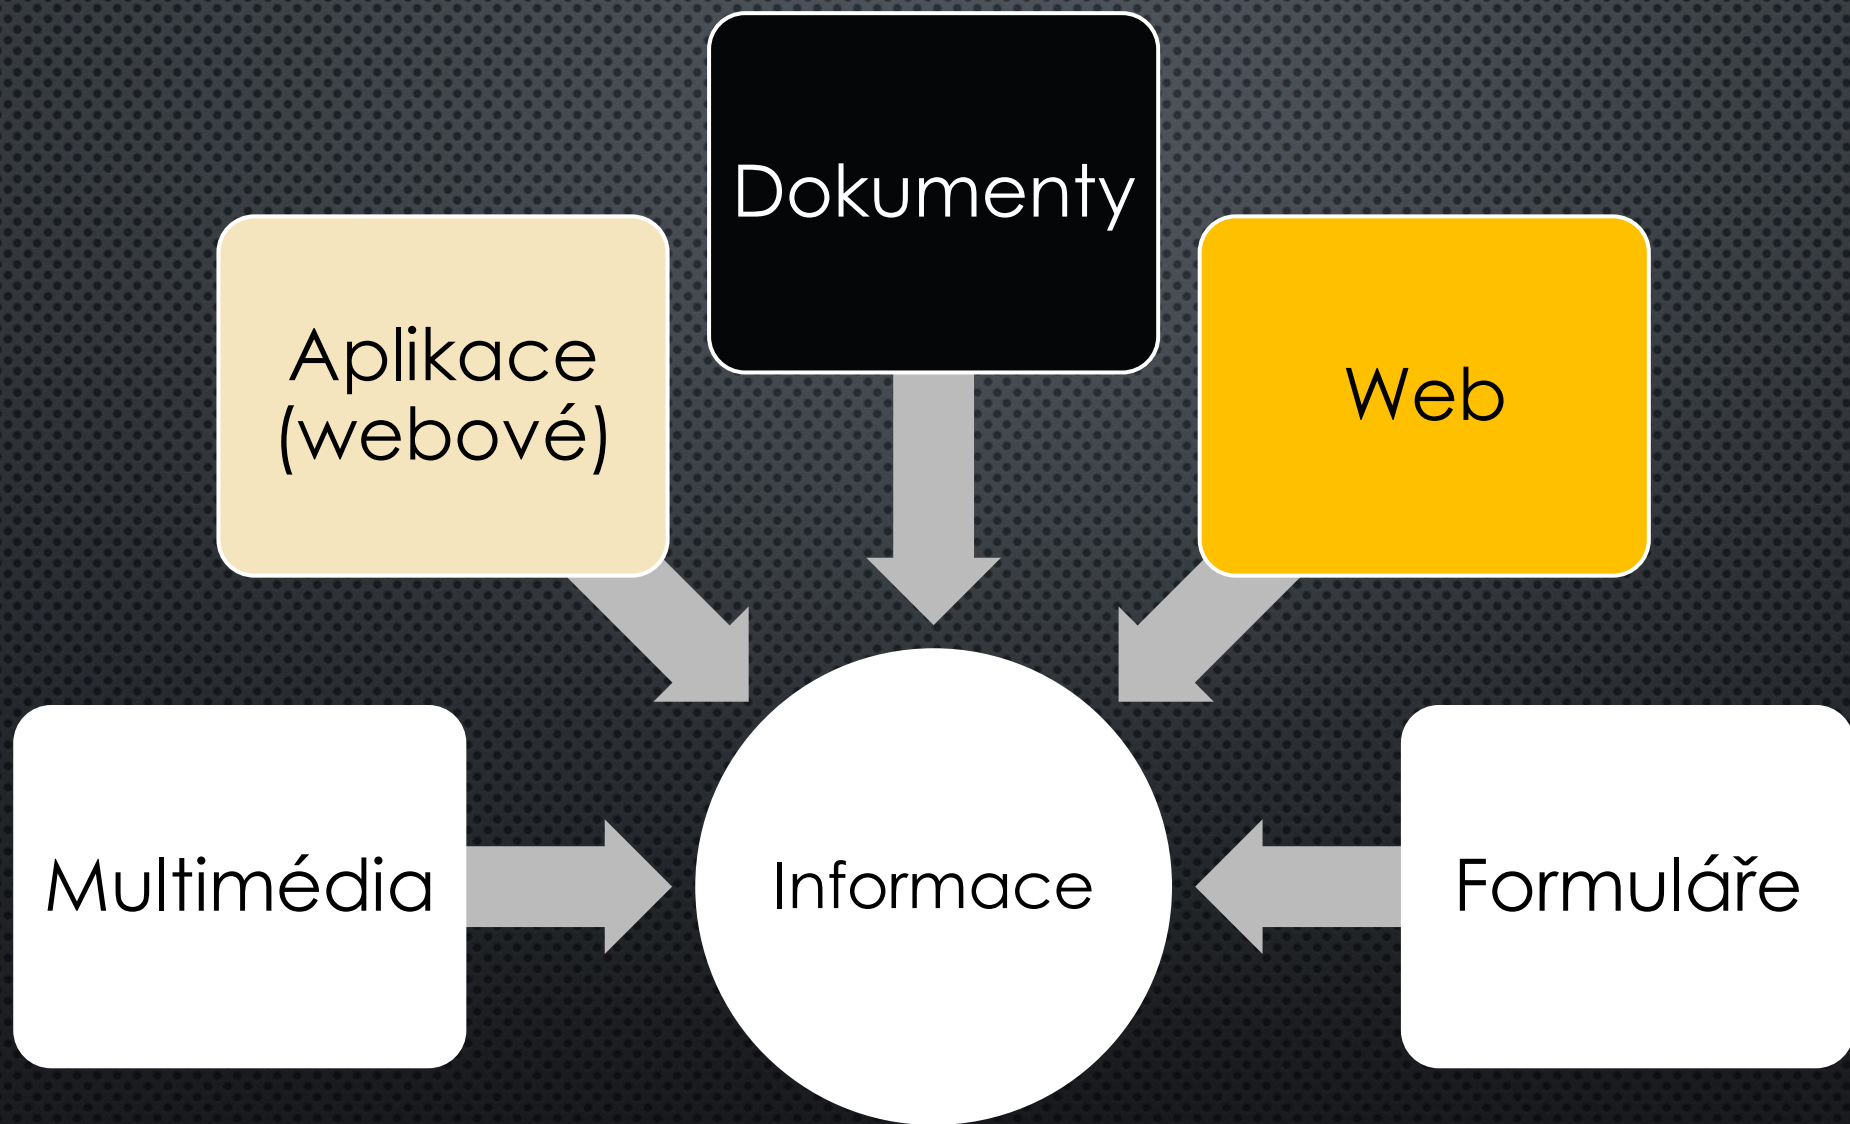 Dokumenty
Aplikace
(webové)
Web
Multimédia
Informace
Formuláře